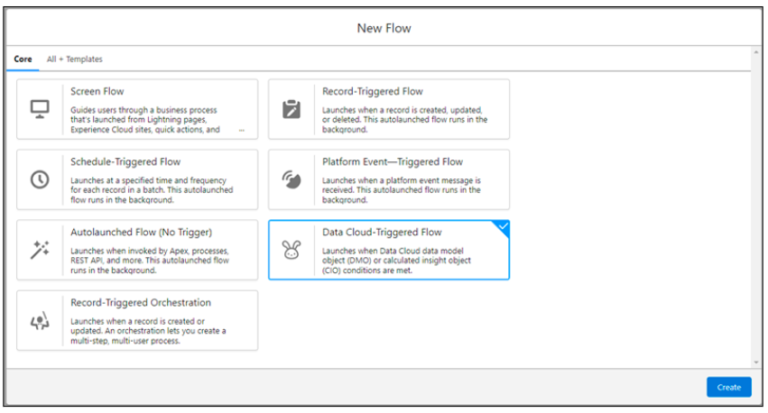 New Flow
Core
All + Templates
Screen Flow
Guides users through a business process
that's launched from Lightning pages,
Experience Cloud sites, quick actions, and ...
Record-Triggered Flow
Launches when a record is created, updated,
or deleted. This autolaunched flow runs in the
background.
Schedule-Triggered Flow
Launches at a specified time and frequency
for each record in a batch. This autolaunched
flow runs in the background.
Platform Event—Triggered Flow
Launches when a platform event message is
received. This autolaunched flow runs in the
background.
Autolaunched Flow (No Trigger)
Launches when invoked by Apex, processes,
REST API, and more. This autolaunched flow
runs in the background.
Data Cloud-Triggered Flow
Launches when Data Cloud data model
object (DMO) or calculated insight object
(CIO) conditions are met.
Record-Triggered Orchestration
Launches when a record is created or
updated. An orchestration lets you create a
multi-step, multi-user process.
Create